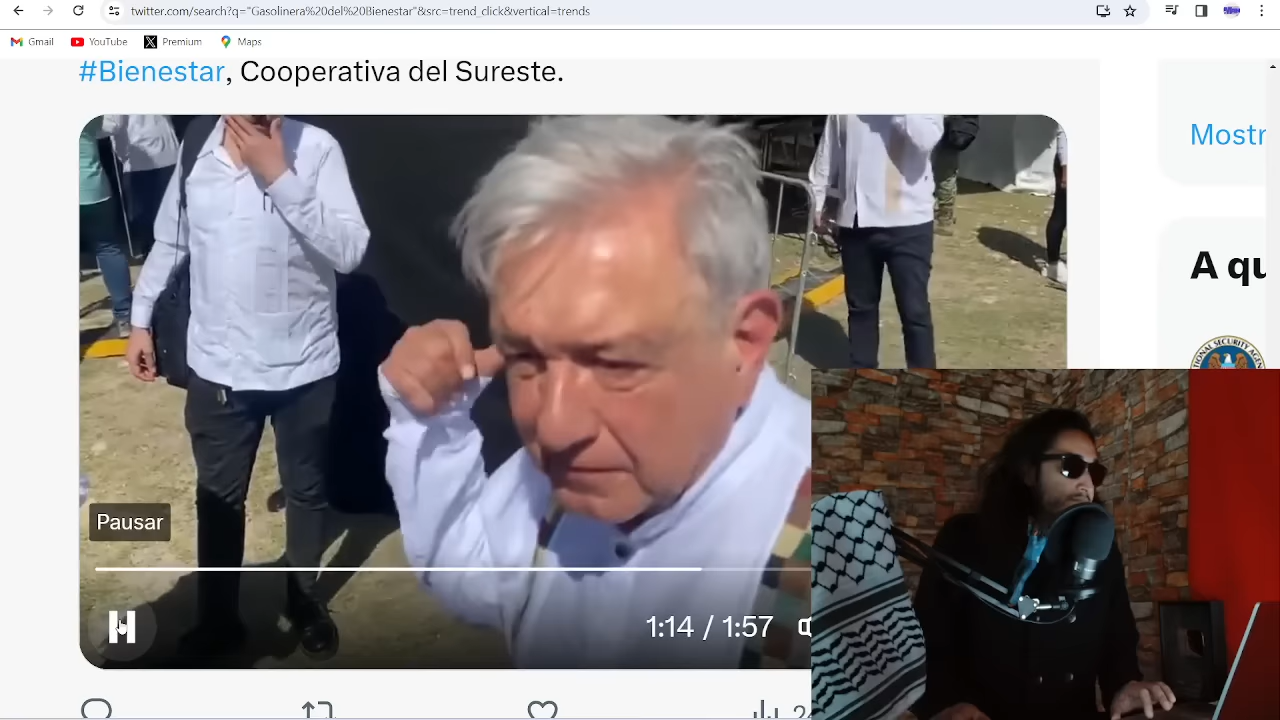 twitter.com/search?q="Gasolinera%20del%20Bienestar"&src=trend_click&vertical=trends
Gmail YouTube Premium Maps
#Bienestar, Cooperativa del Sureste.
Mostr
A qu
Pausar
1:14 / 1:57